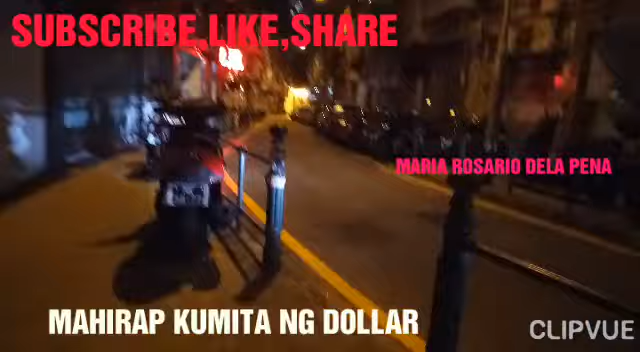 SUBSCRIBE,LIKE,SHARE
MARIA ROSARIO DELA PENA
MAHIRAP KUMITA NG DOLLAR
CLIPVUE